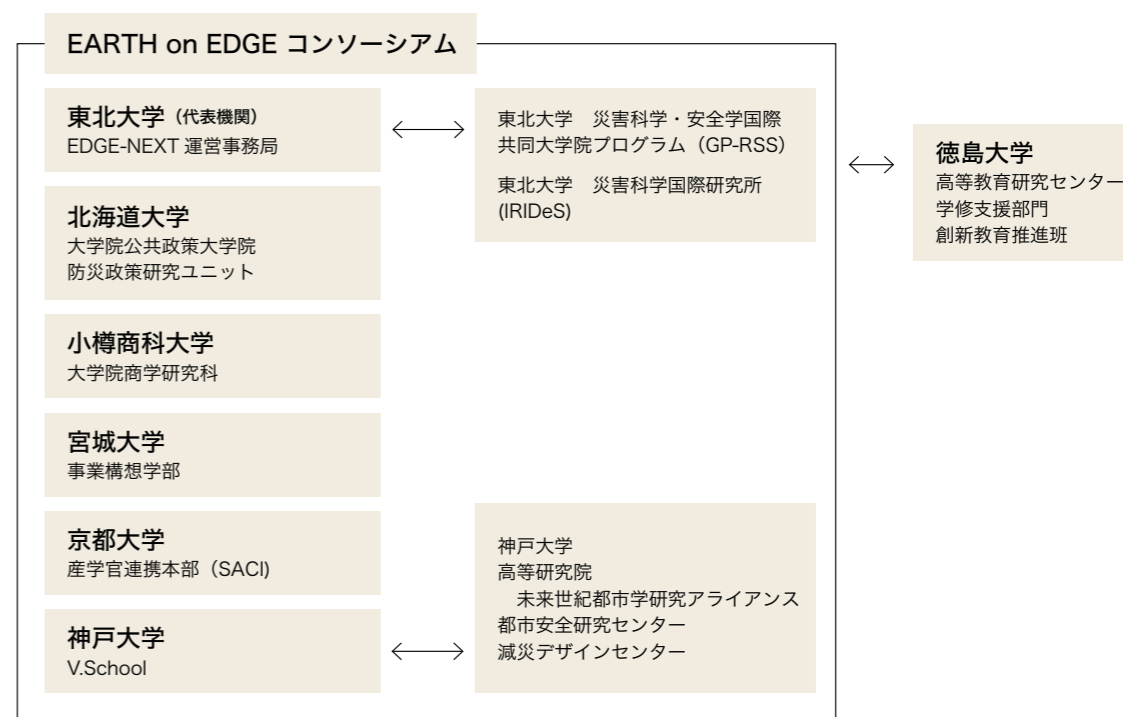 EARTH on EDGE コンソーシアム
東北大学(代表機関)
EDGE-NEXT 運営事務局
東北大学 災害科学・安全学国際
共同大学院プログラム(GP-RSS)
東北大学 災害科学国際研究所
(IRIDeS)
徳島大学
高等教育研究センター
学修支援部門
創新教育推進班
北海道大学
大学院公共政策大学院
防災政策研究ユニット
小樽商科大学
大学院商学研究科
宮城大学
事業構想学部
京都大学
産学官連携本部(SACI)
神戸大学
V.School
神戸大学
高等研究院
未来世紀都市学研究アライアンス
都市安全研究センター
減災デザインセンター